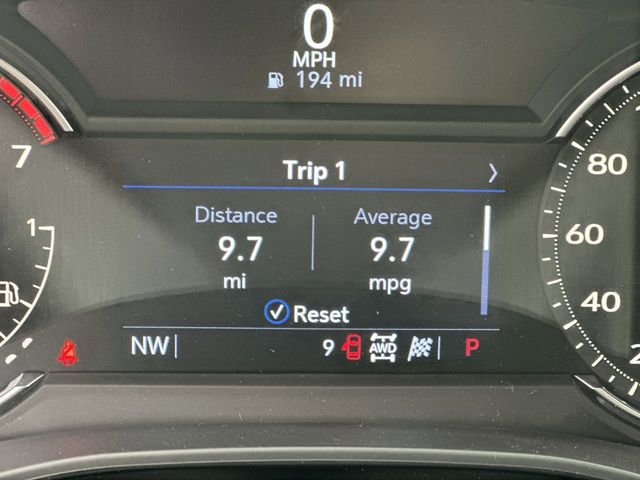 0
MPH
194 mi
7
1
Trip 1 >
Distance Average
9.7 9.7
mi mpg
Reset
NW 9 AWD P
80
60
40
2